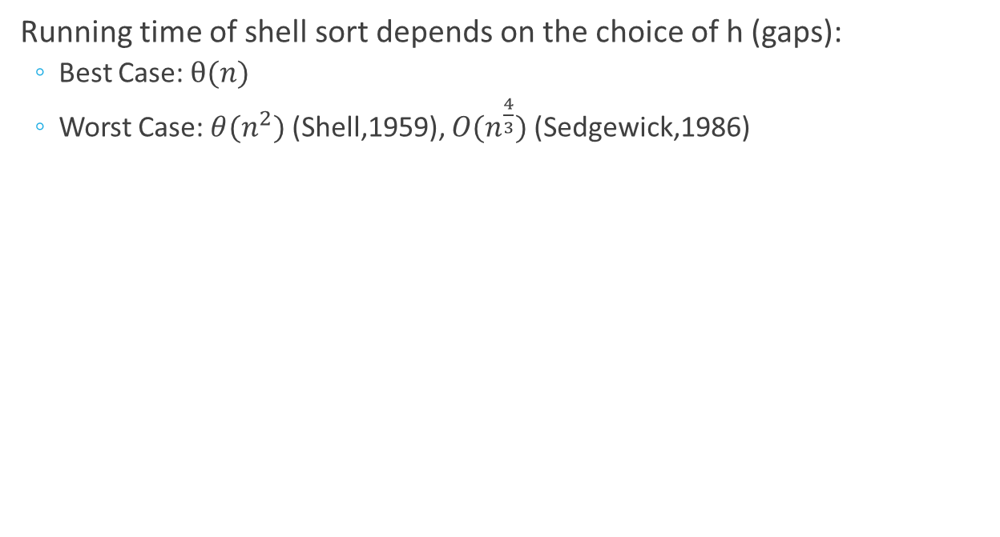 Running time of shell sort depends on the choice of h (gaps):
◦ Best Case: θ(𝑛)
◦ Worst Case: 𝜃(𝑛²) (Shell,1959), 𝑂(𝑛^(4/3)) (Sedgewick,1986)